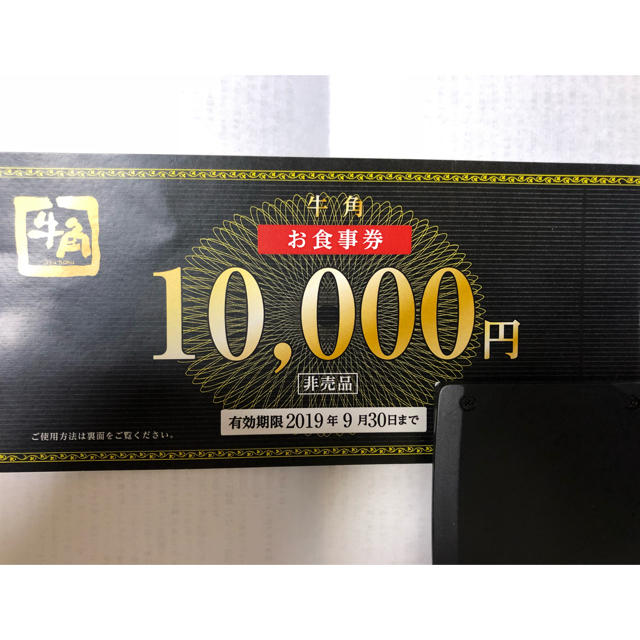 牛角
牛角
お食事券
10,000円
非売品
有効期限 2019年 9月30日まで
ご使用方法は裏面をご覧ください。